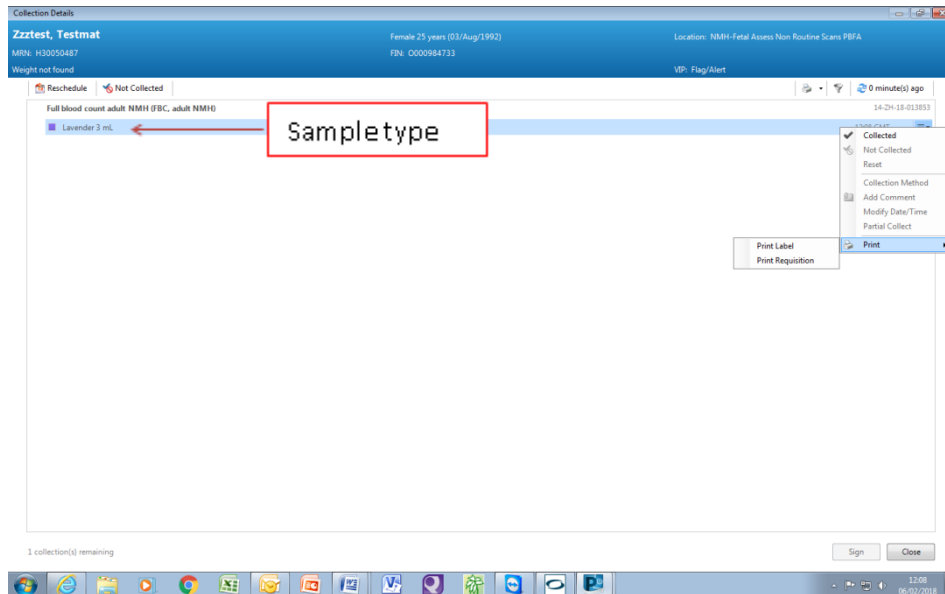 Collection Details
Zzztest, Testmat
Female 25 years (03/Aug/1992)
Location: NMH-Fetal Assess Non Routine Scans PBFA
MRN: H30050487
FIN: O000984733
Weight not found
VIP: Flag/Alert
Reschedule
Not Collected
0 minute(s) ago
Full blood count adult NMH (FBC, adult NMH)
14-ZH-18-013853
Lavender 3 mL
Sample type
Collected
Not Collected
Reset
Collection Method
Add Comment
Modify Date/Time
Partial Collect
Print
Print Label
Print Requisition
1 collection(s) remaining
Sign
Close
12:08
06/02/2018